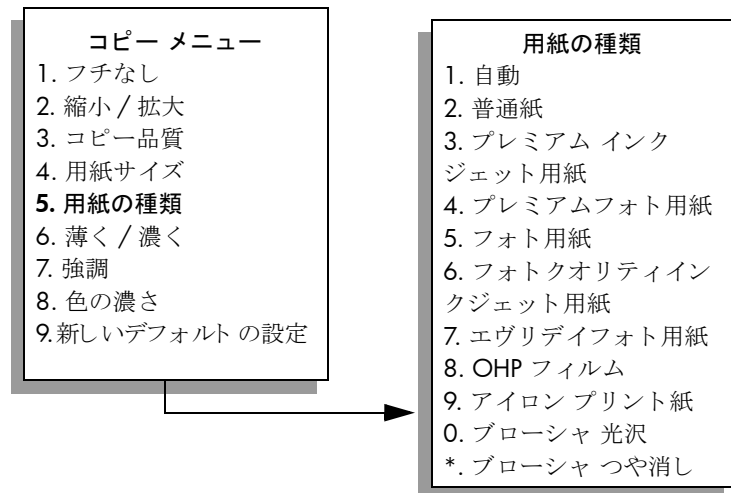 コピー メニュー
1. フチなし
2. 縮小 / 拡大
3. コピー品質
4. 用紙サイズ
5. 用紙の種類
6. 薄く / 濃く
7. 強調
8. 色の濃さ
9.新しいデフォルト の設定
用紙の種類
1. 自動
2. 普通紙
3. プレミアム インク
ジェット用紙
4. プレミアムフォト用紙
5. フォト用紙
6. フォトクオリティイン
クジェット用紙
7. エヴリデイフォト用紙
8. OHP フィルム
9. アイロン プリント紙
0. ブローシャ 光沢
*. ブローシャ つや消し